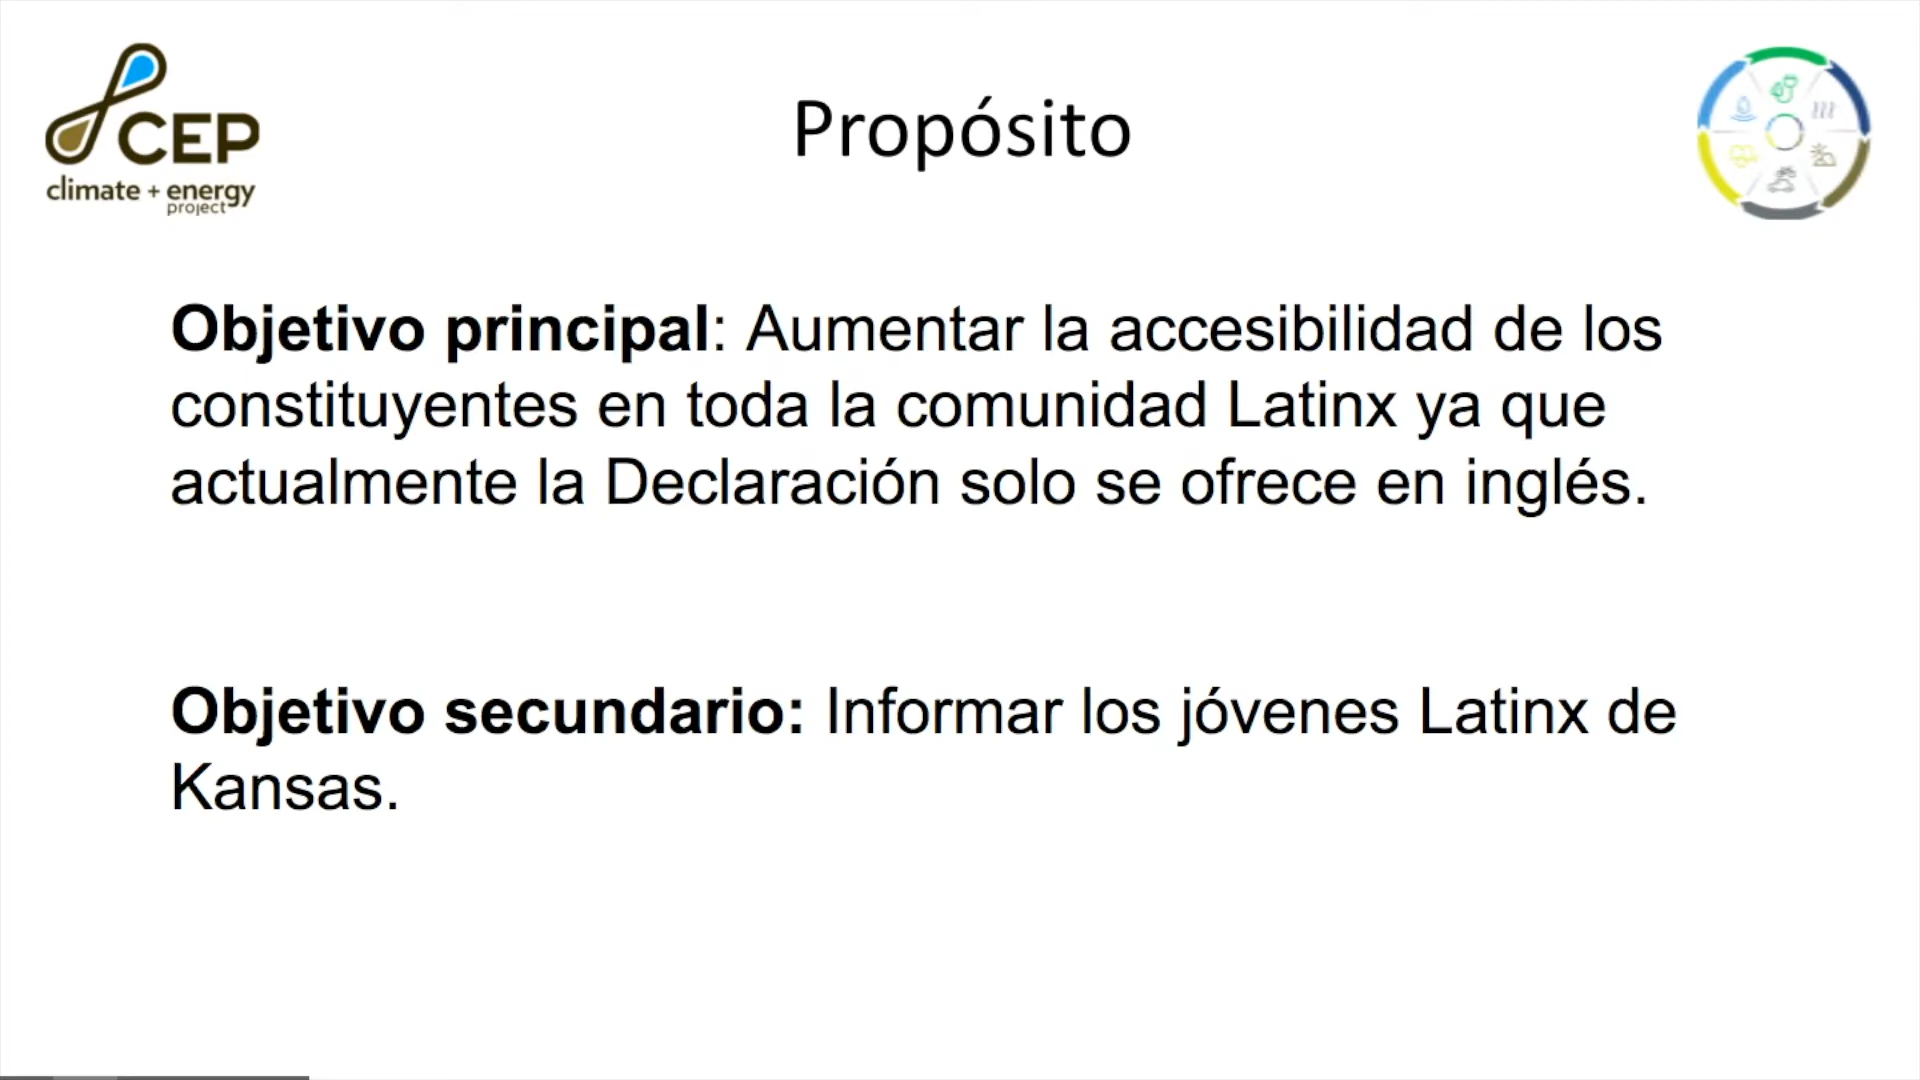 CEP
climate + energy
project
Propósito
Objetivo principal: Aumentar la accesibilidad de los
constituyentes en toda la comunidad Latinx ya que
actualmente la Declaración solo se ofrece en inglés.
Objetivo secundario: Informar los jóvenes Latinx de
Kansas.